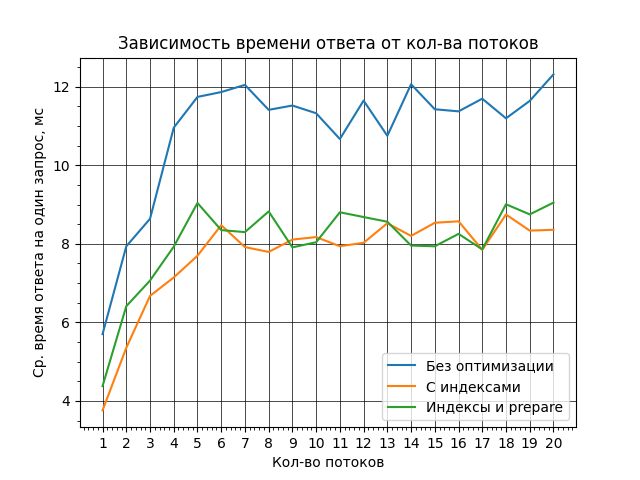 Зависимость времени ответа от кол-ва потоков
Ср. время ответа на один запрос, мс
12
10
8
6
4
Без оптимизации
С индексами
Индексы и prepare
1 2 3 4 5 6 7 8 9 10 11 12 13 14 15 16 17 18 19 20
Кол-во потоков